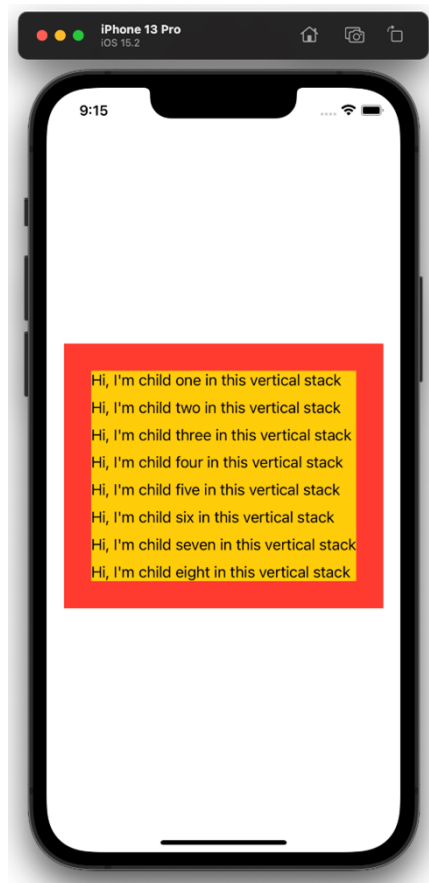 iPhone 13 Pro
iOS 15.2
9:15
Hi, I'm child one in this vertical stack
Hi, I'm child two in this vertical stack
Hi, I'm child three in this vertical stack
Hi, I'm child four in this vertical stack
Hi, I'm child five in this vertical stack
Hi, I'm child six in this vertical stack
Hi, I'm child seven in this vertical stack
Hi, I'm child eight in this vertical stack